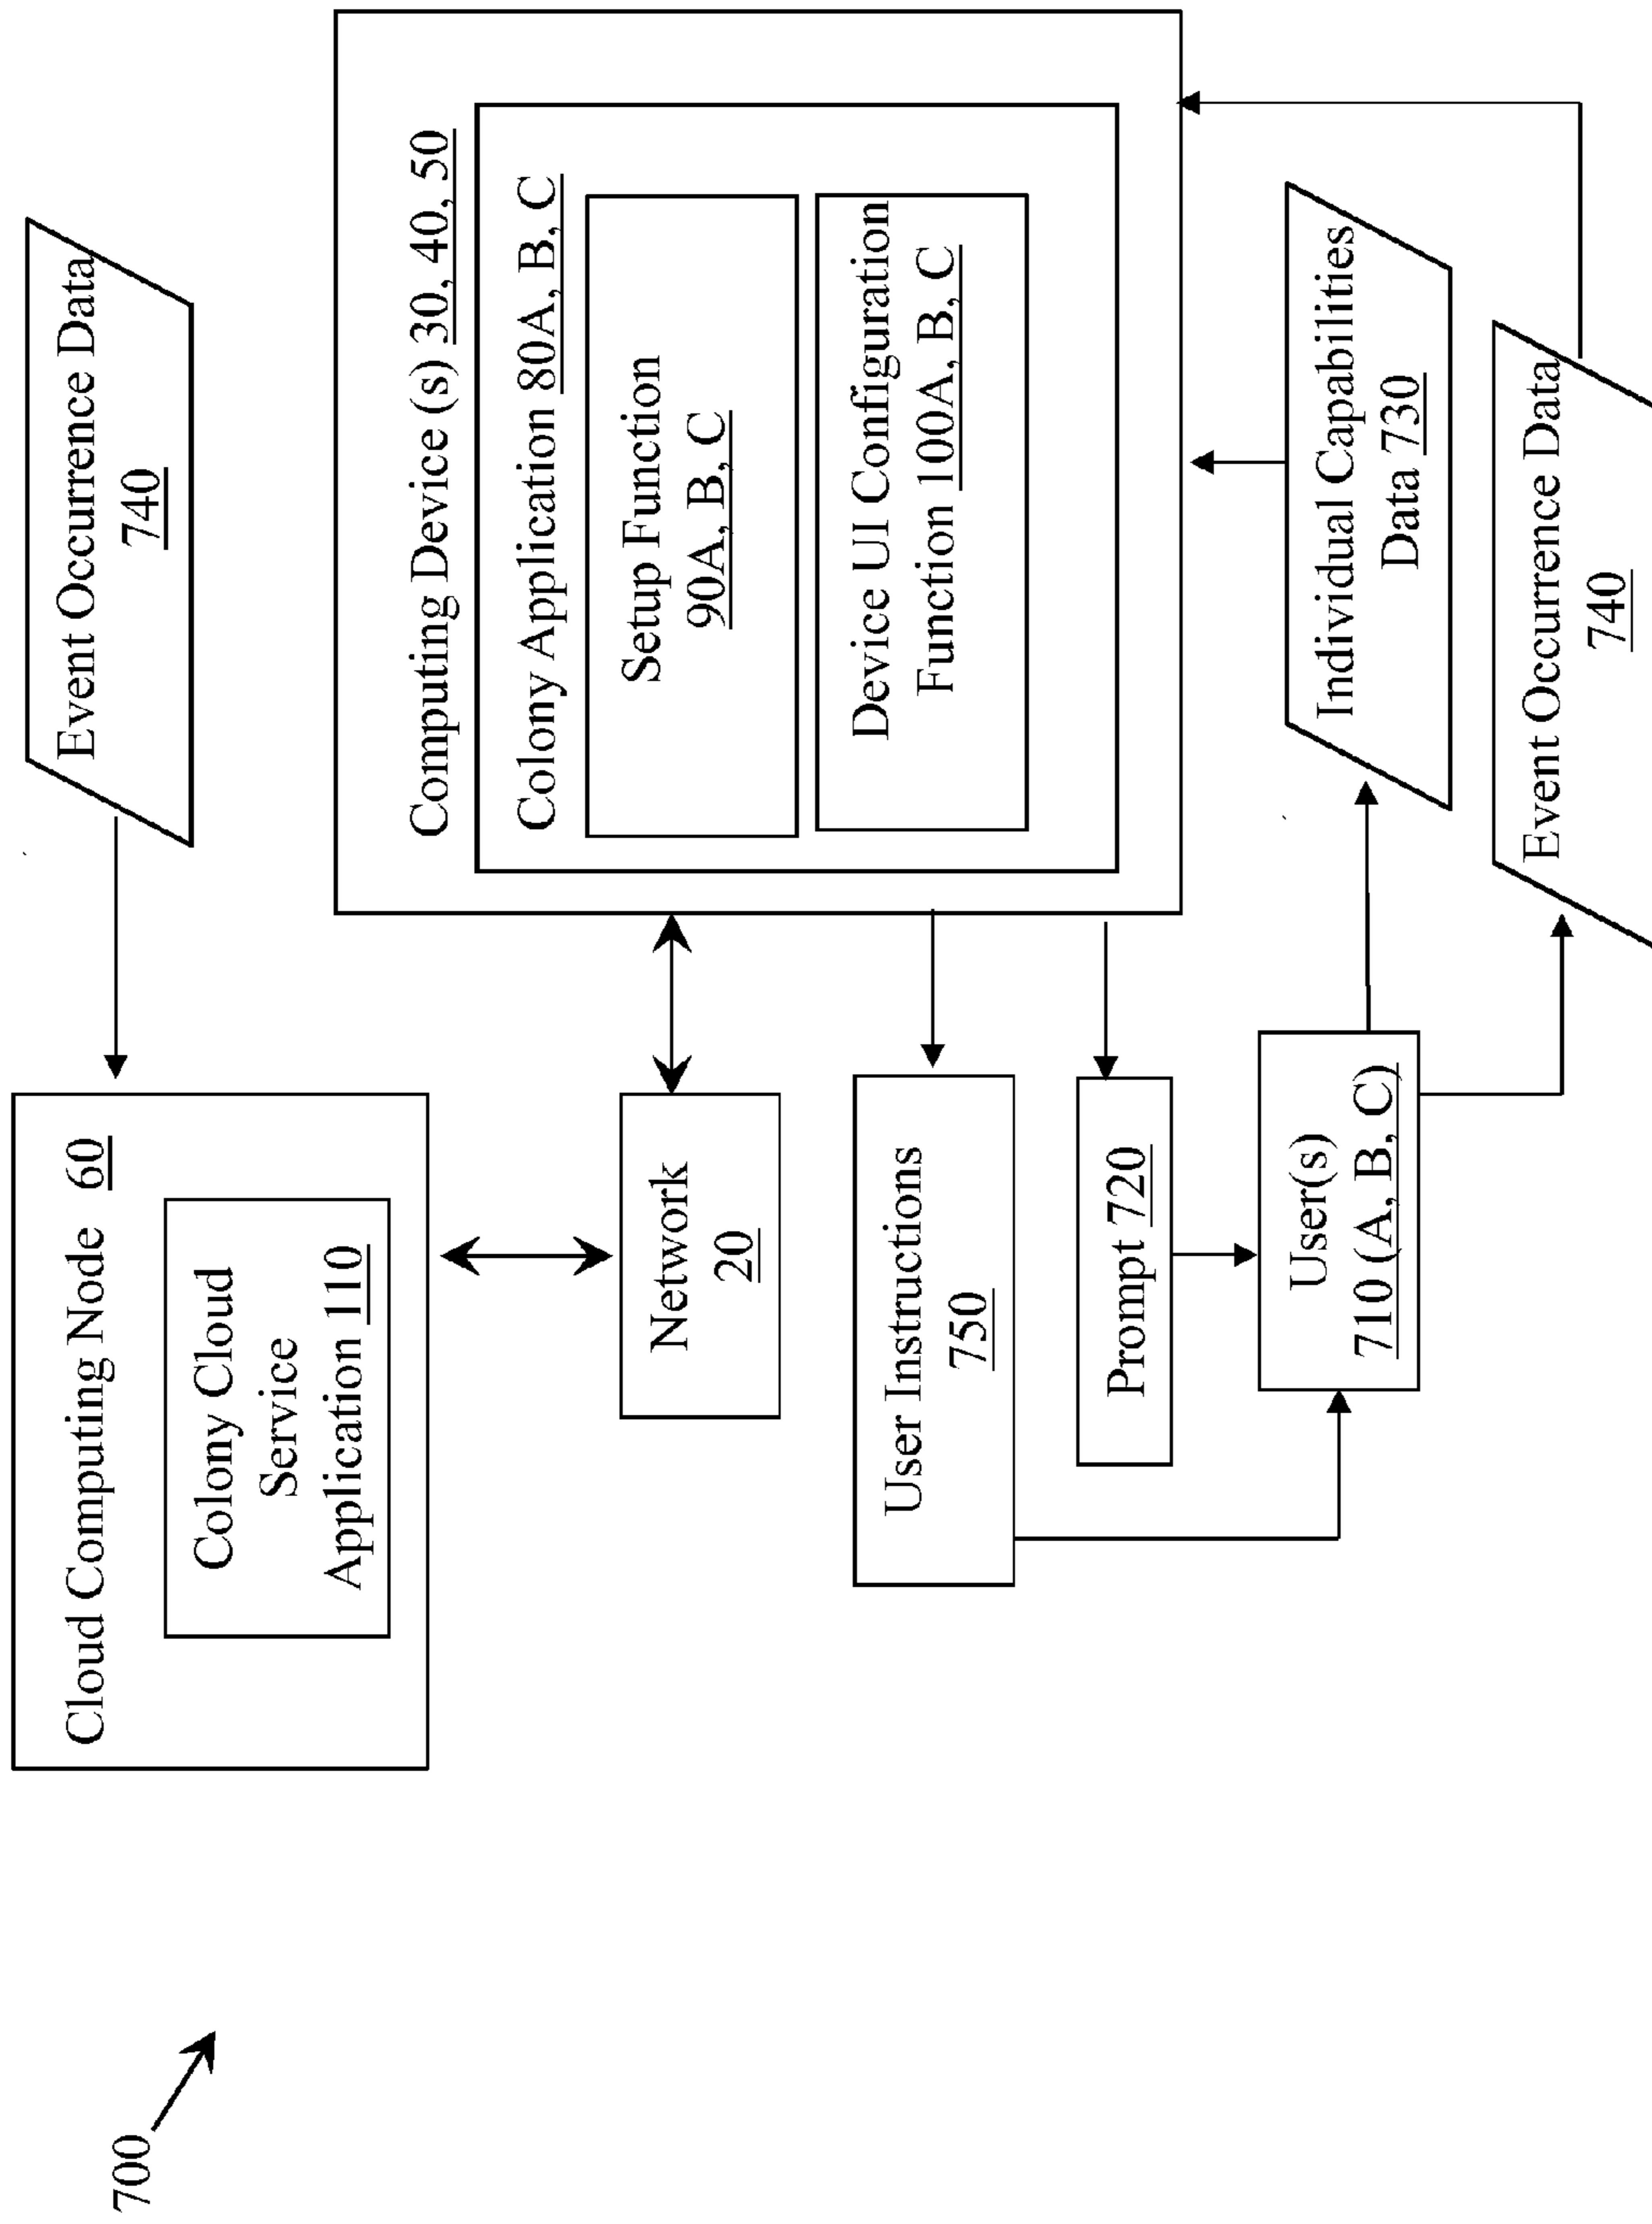 700
Cloud Computing Node 60
Colony Cloud
Service
Application 110
Event Occurrence Data
740
Network
20
Computing Device (s) 30, 40, 50
Colony Application 80A, B, C
Setup Function
90A, B, C
Device UI Configuration
Function 100A, B, C
User Instructions
750
Prompt 720
User(s)
710 (A, B, C)
Individual Capabilities
Data 730
Event Occurrence Data
740